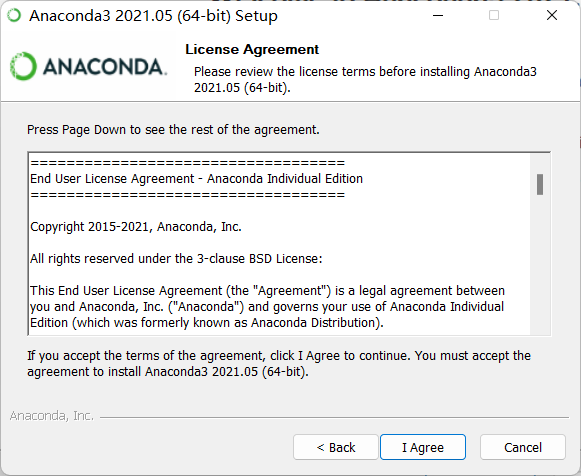 Anaconda3 2021.05 (64-bit) Setup
License Agreement
ANACONDA.
Please review the license terms before installing Anaconda3
2021.05 (64-bit).
Press Page Down to see the rest of the agreement.
===================================
End User License Agreement - Anaconda Individual Edition
===================================
Copyright 2015-2021, Anaconda, Inc.
All rights reserved under the 3-clause BSD License:
This End User License Agreement (the "Agreement") is a legal agreement between
you and Anaconda, Inc. ("Anaconda") and governs your use of Anaconda Individual
Edition (which was formerly known as Anaconda Distribution).
If you accept the terms of the agreement, click I Agree to continue. You must accept the
agreement to install Anaconda3 2021.05 (64-bit).
Anaconda, Inc.
< Back
I Agree
Cancel